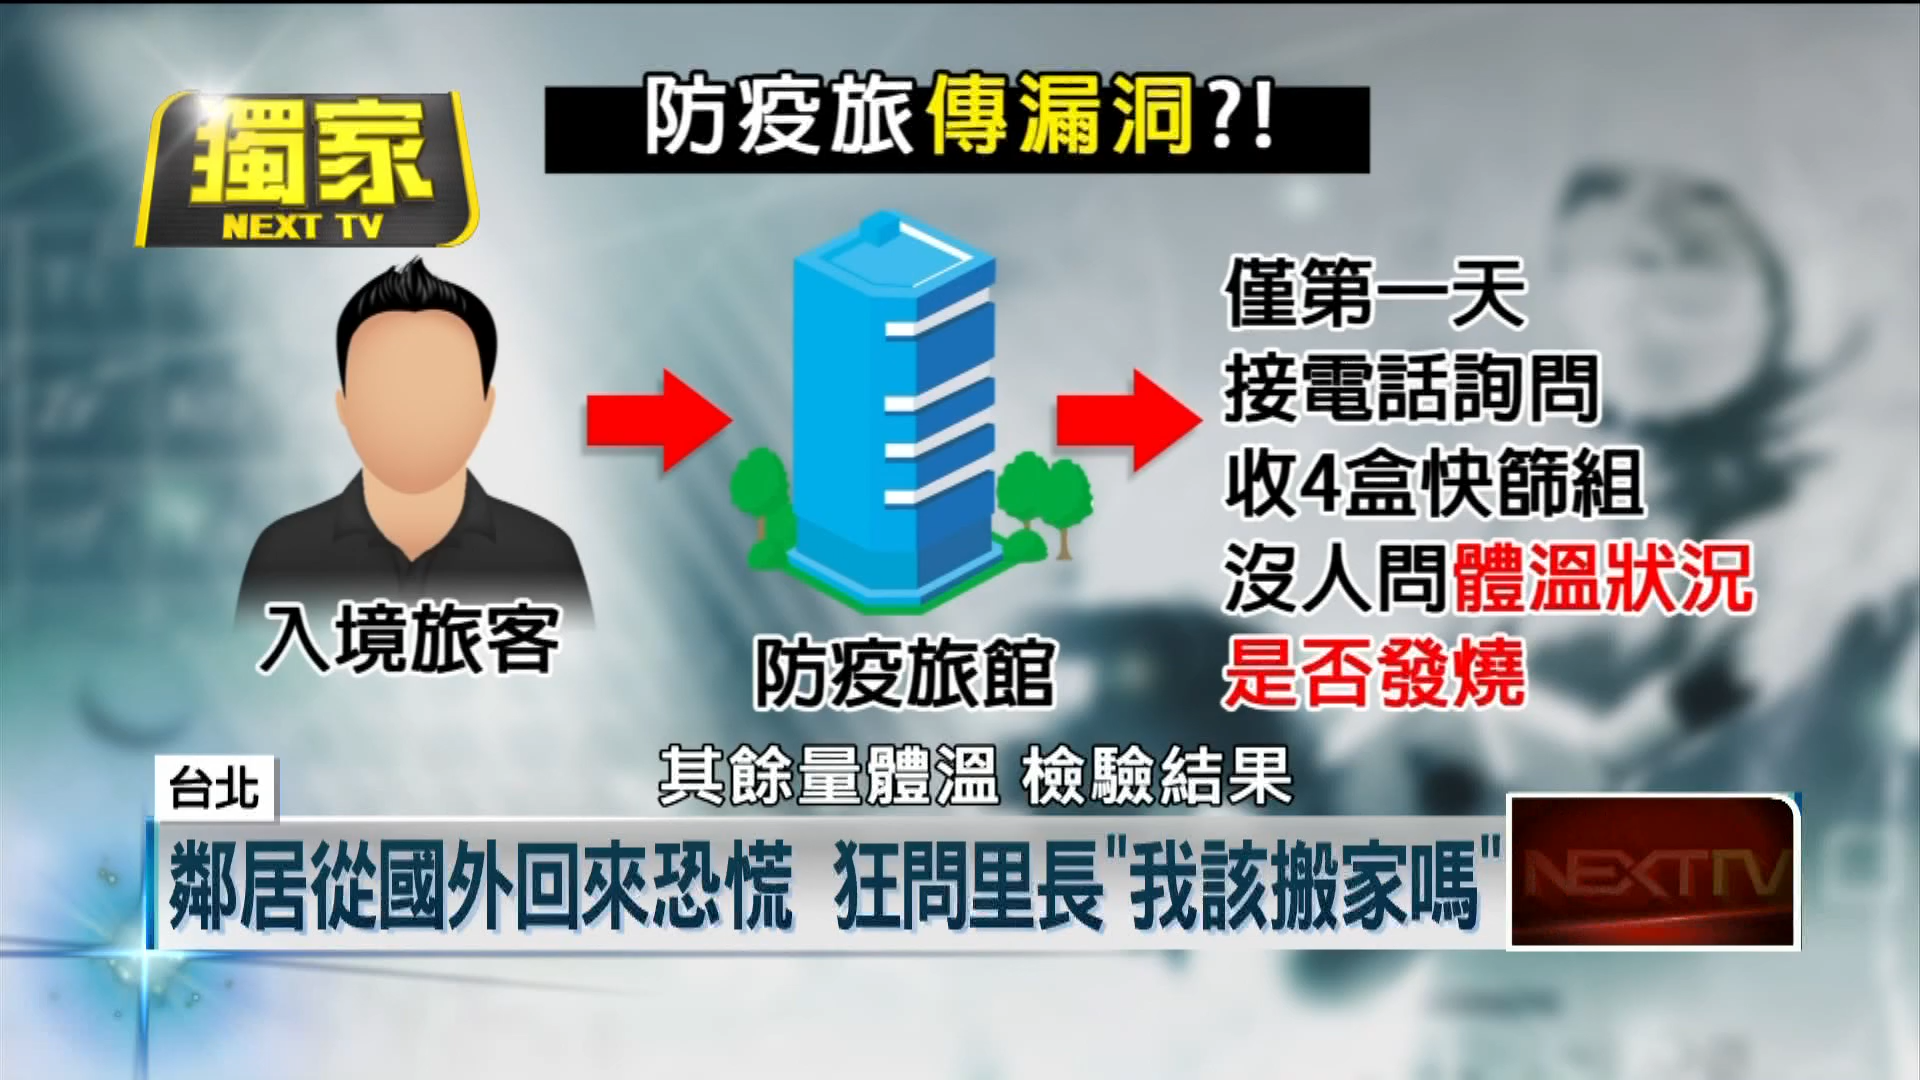 獨家
NEXT TV
防疫旅傳漏洞?!
僅第一天
接電話詢問
收4盒快篩組
沒人問體溫狀況
是否發燒
入境旅客
防疫旅館
其餘量體溫 檢驗結果
台北
鄰居從國外回來恐慌 狂問里長"我該搬家嗎"
NEXTTV